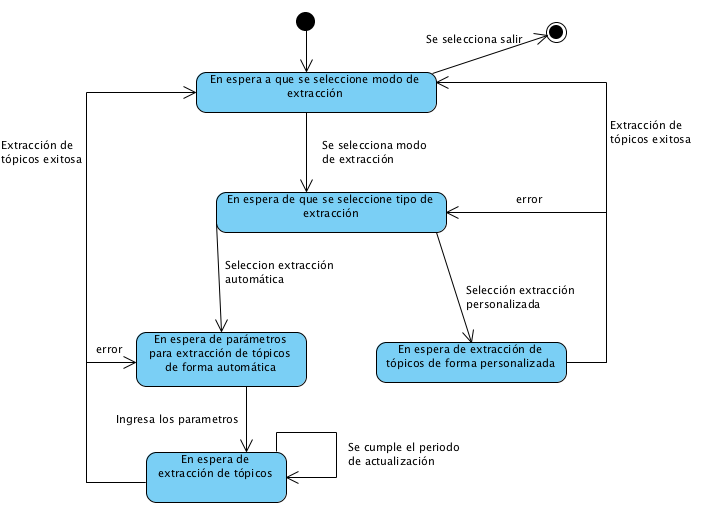 Se selecciona salir
En espera a que se seleccione modo de
extracción
Extracción de
tópicos exitosa
Extracción de
tópicos exitosa
Se selecciona modo
de extracción
En espera de que se seleccione tipo de
extracción
error
Seleccion extracción
automática
Selección extracción
personalizada
En espera de parámetros
para extracción de tópicos
de forma automática
error
En espera de extracción de
tópicos de forma personalizada
Ingresa los parametros
Se cumple el periodo
de actualización
En espera de
extracción de tópicos